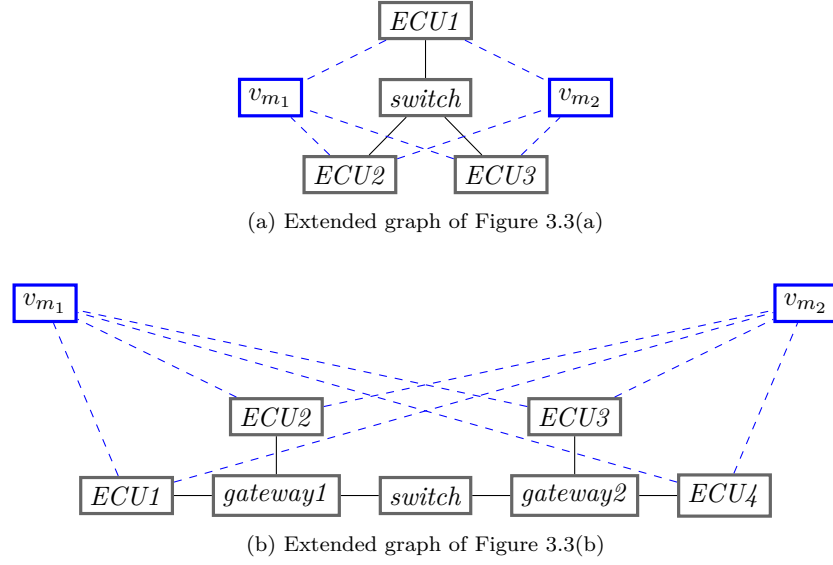 ECU1
v_{m_1} switch v_{m_2}
ECU2 ECU3
(a) Extended graph of Figure 3.3(a)
v_{m_1} v_{m_2}
ECU2 ECU3
ECU1 gateway1 switch gateway2 ECU4
(b) Extended graph of Figure 3.3(b)